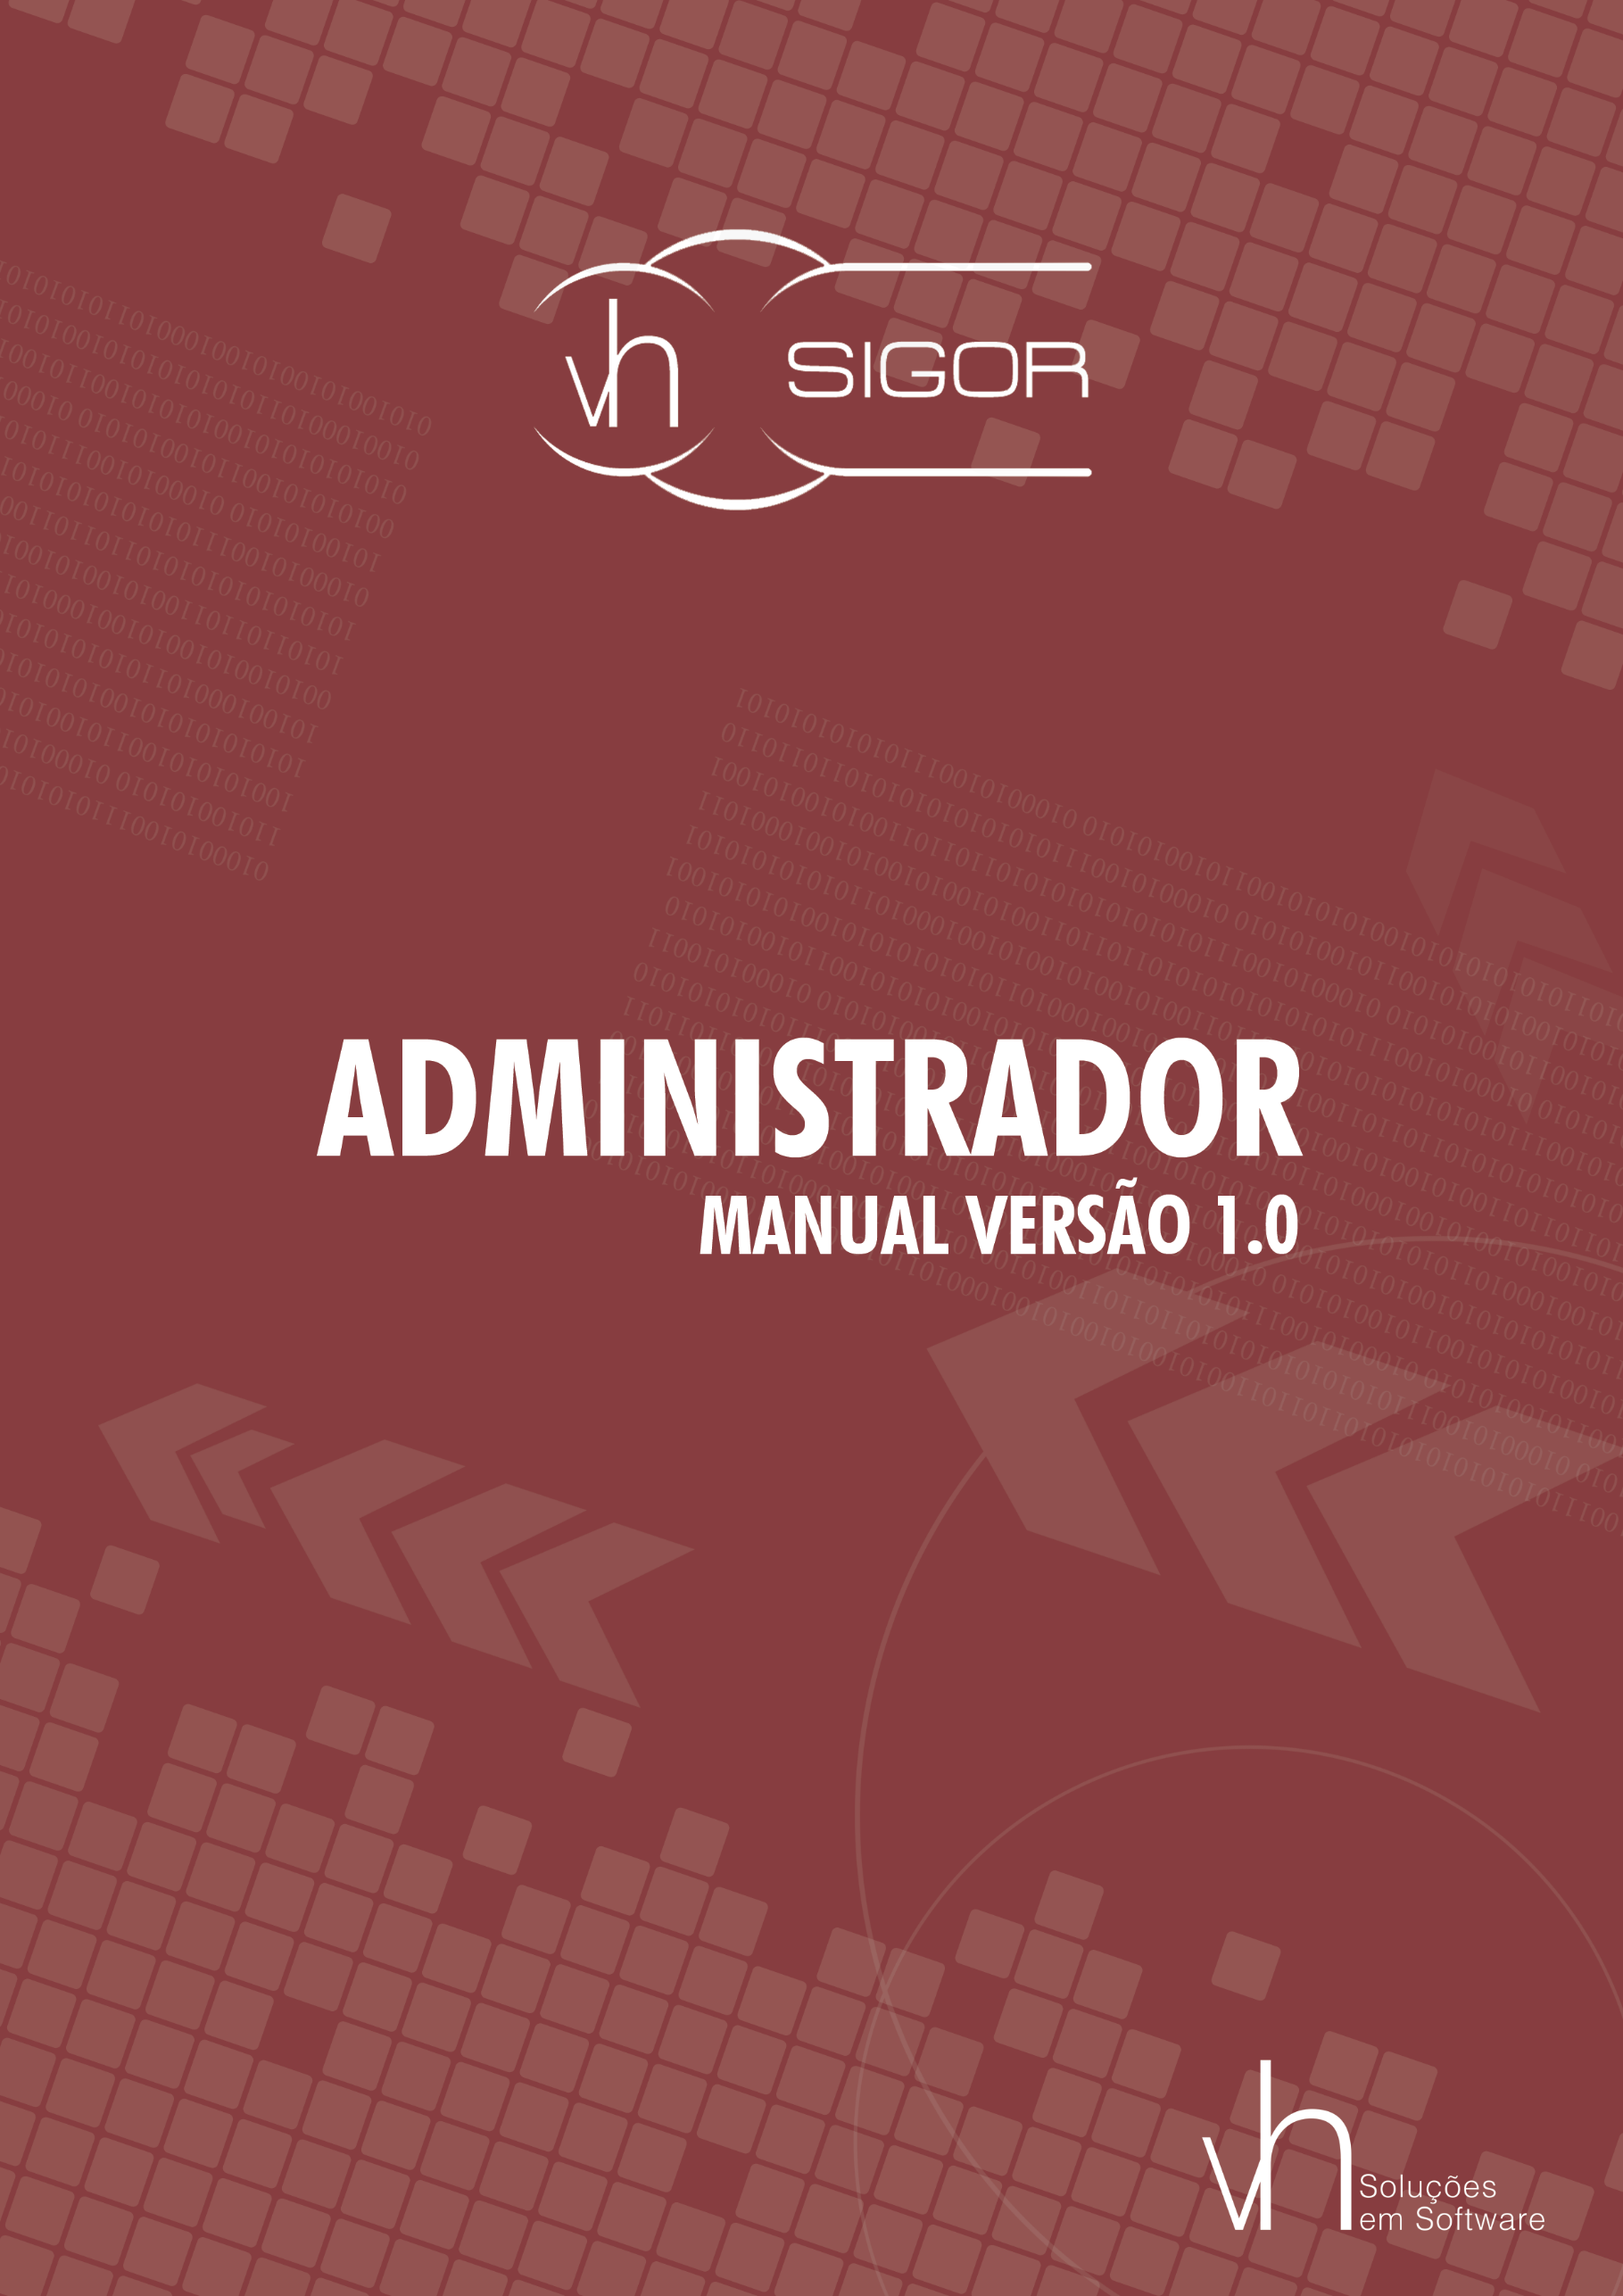 vh SIGOR
ADMINISTRADOR
MANUAL VERSÃO 1.0
vh Soluções
em Software